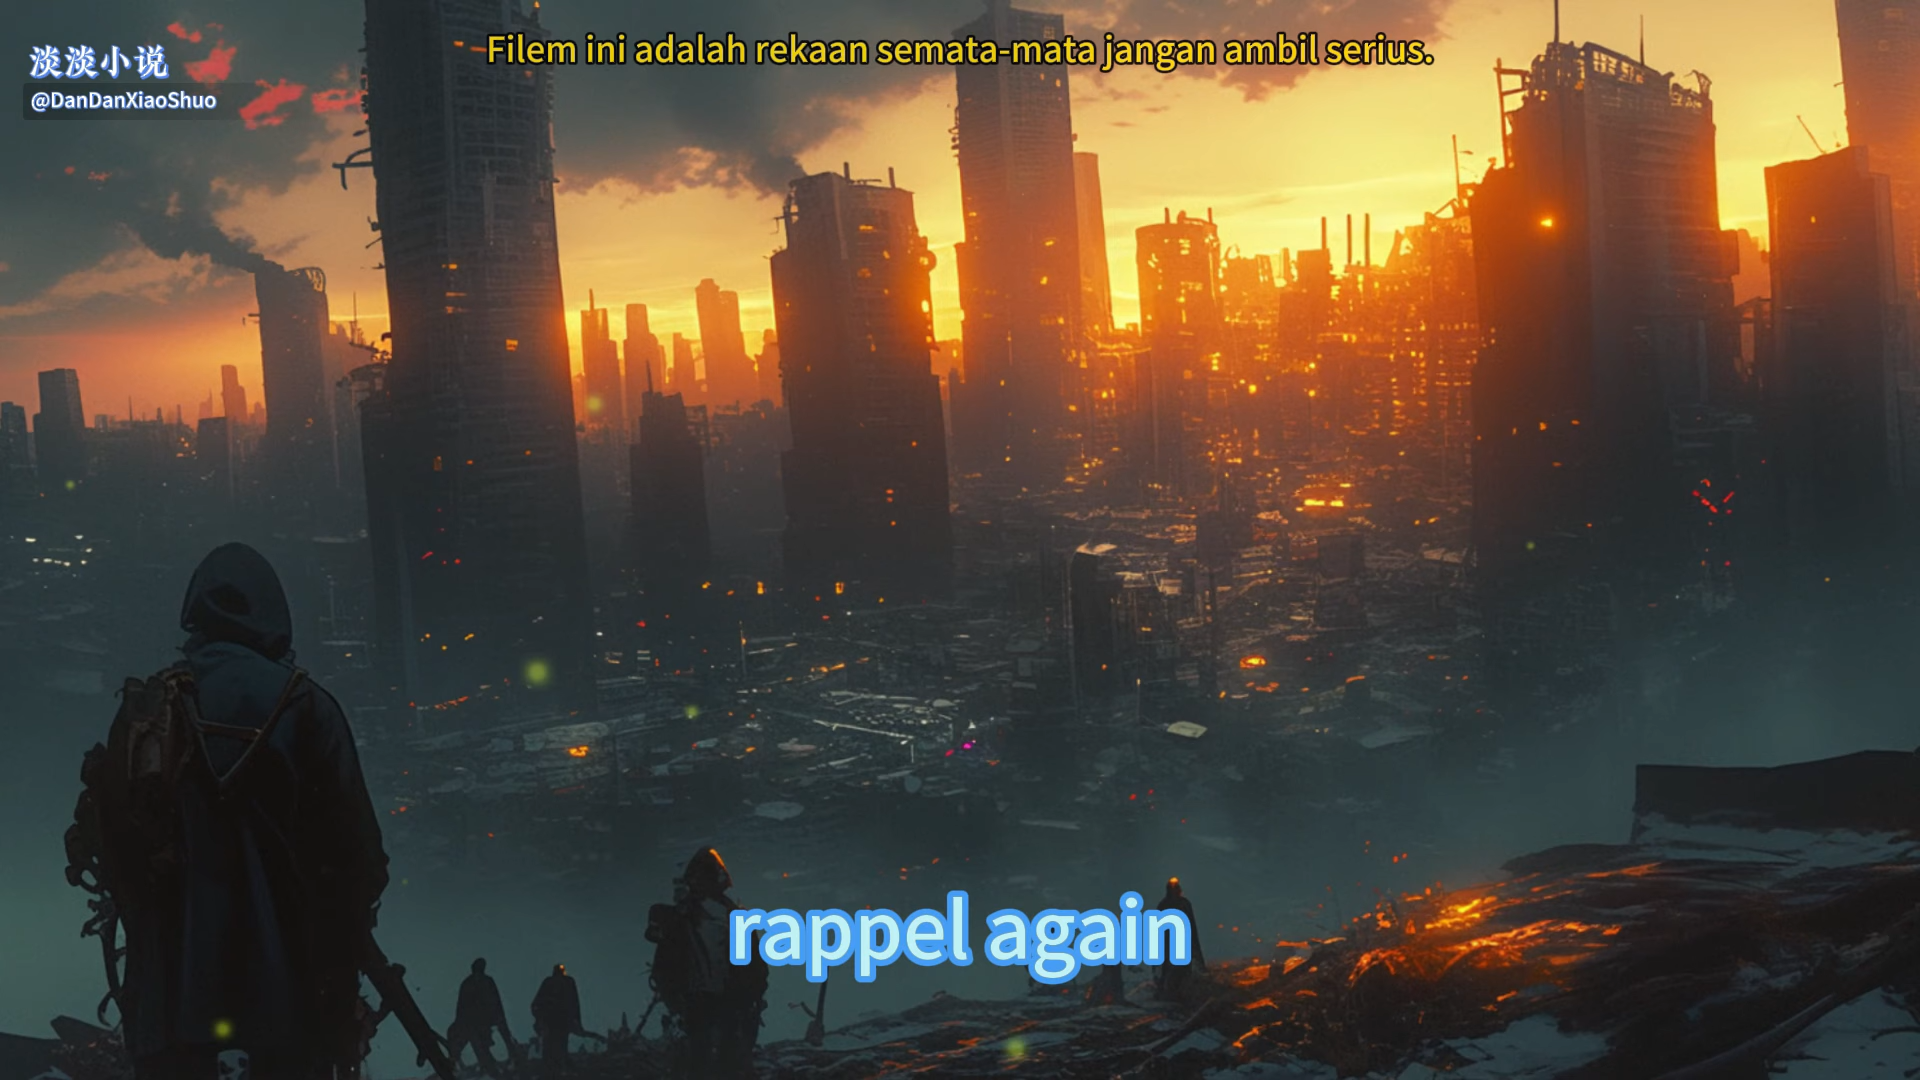 Filem ini adalah rekaan semata-mata jangan ambil serius.
淡淡小说
@DanDanXiaoShuo
rappel again